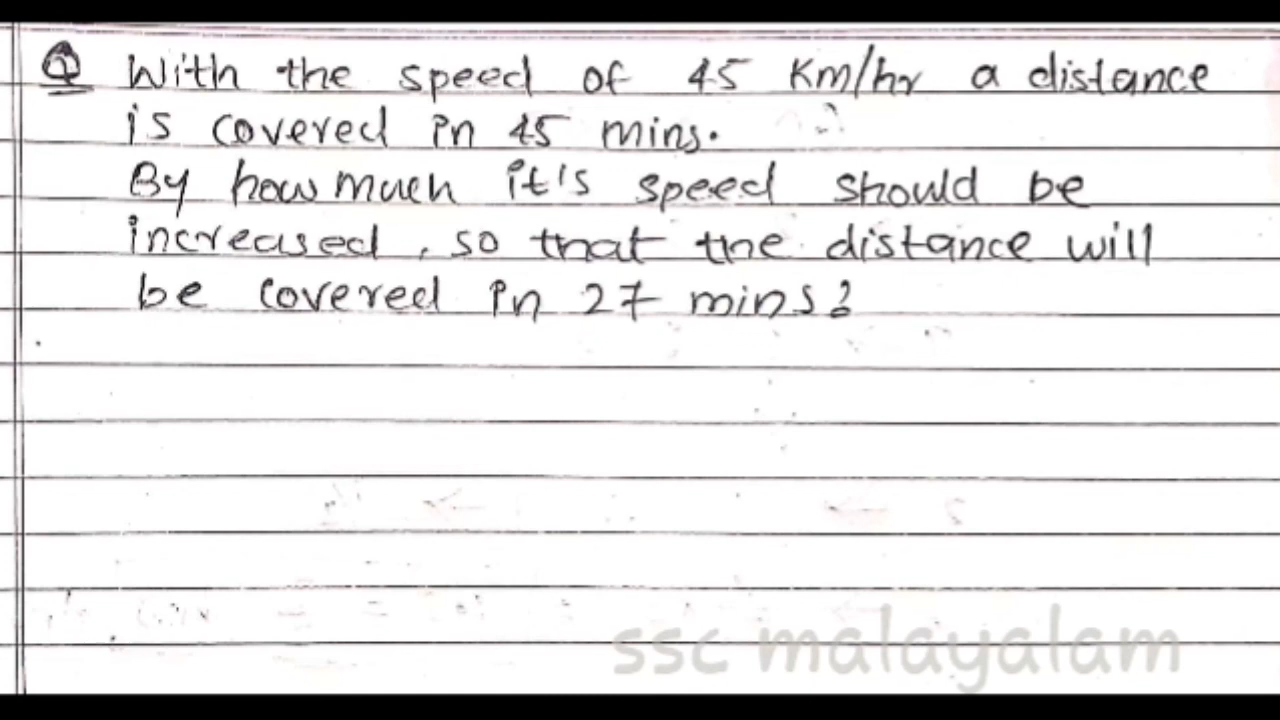 Q With the speed of 45 Km/hr a distance
is covered in 45 mins.
By how much it's speed should be
increased, so that the distance will
be covered in 27 mins?
ssc malayalam